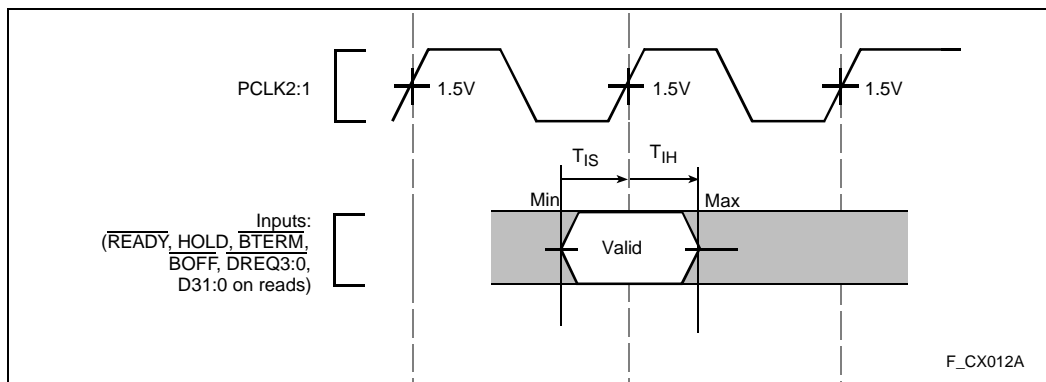 PCLK2:1
1.5V
1.5V
1.5V
TIS
TIH
Min
Max
Inputs:
(READY, HOLD, BTERM,
BOFF, DREQ3:0,
D31:0 on reads)
Valid
F_CX012A